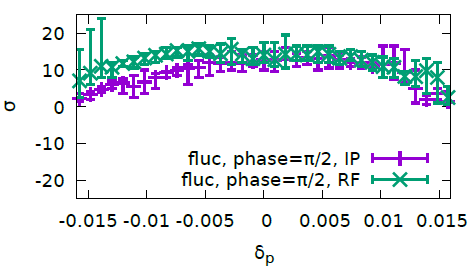 20
10
0
-10
-20
σ
fluc, phase=π/2, IP
fluc, phase=π/2, RF
-0.015 -0.01 -0.005 0 0.005 0.01 0.015
δp